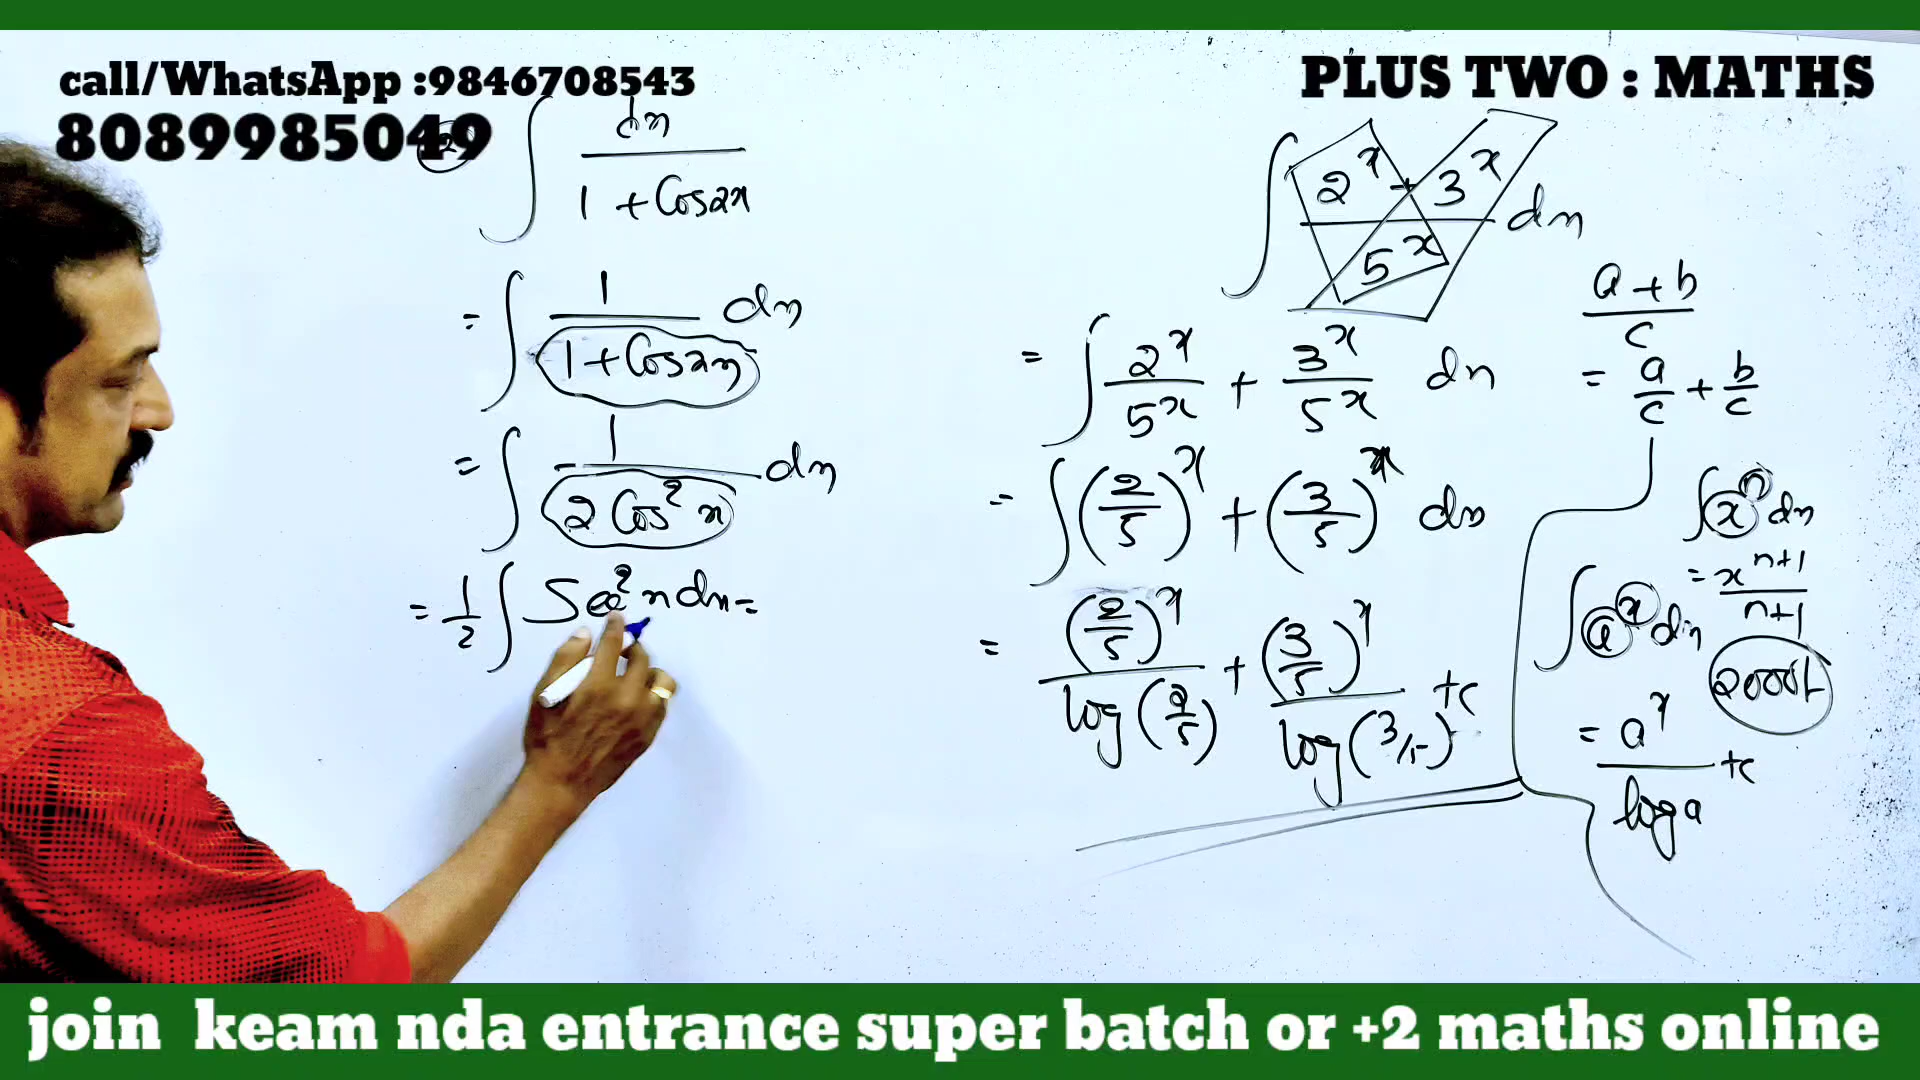 call/WhatsApp :9846708543
8089985049
PLUS TWO : MATHS
∫ dx / (1 + Cos2x)
= ∫ 1 / (1 + Cos2x) dx
= ∫ 1 / (2 Cos² x) dx
= 1/2 ∫ Sec² x dx =
∫ (2^x + 3^x) / 5^x dx
= ∫ 2^x / 5^x + 3^x / 5^x dx
= ∫ (2/5)^x + (3/5)^x dx
= (2/5)^x / log(2/5) + (3/5)^x / log(3/5) + c
(a + b) / c
= a/c + b/c
∫ x^n dx
= x^(n+1) / (n+1)
∫ a^x dx
= a^x / log a + c
join keam nda entrance super batch or +2 maths online